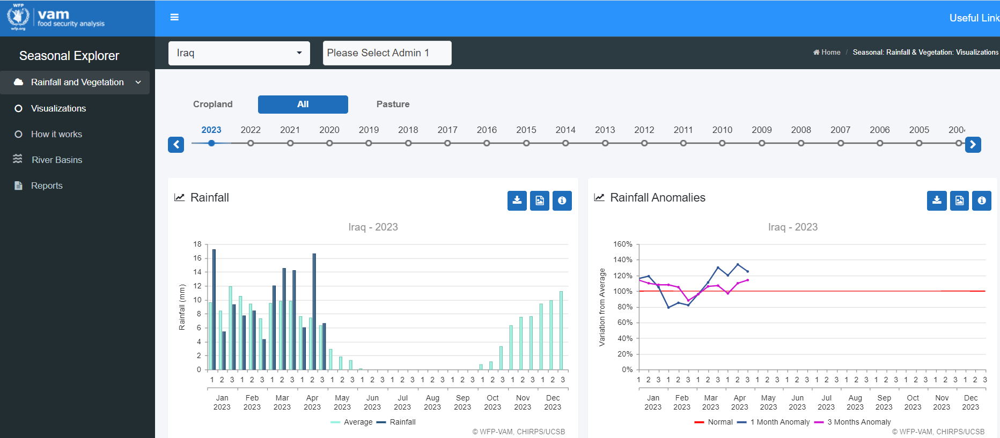 WFP
wfp.org
vam
food security analysis
Useful Link
Seasonal Explorer
Iraq
Please Select Admin 1
Home / Seasonal: Rainfall & Vegetation: Visualizations
Rainfall and Vegetation
Visualizations
How it works
River Basins
Reports
Cropland All Pasture
2023 2022 2021 2020 2019 2018 2017 2016 2015 2014 2013 2012 2011 2010 2009 2008 2007 2006 2005 2004
Rainfall
Iraq - 2023
Rainfall (mm)
18
16
14
12
10
8
6
4
2
0
1 2 3 1 2 3 1 2 3 1 2 3 1 2 3 1 2 3 1 2 3 1 2 3 1 2 3 1 2 3 1 2 3 1 2 3
Jan Feb Mar Apr May Jun Jul Aug Sep Oct Nov Dec
2023 2023 2023 2023 2023 2023 2023 2023 2023 2023 2023 2023
Average Rainfall
© WFP-VAM, CHIRPS/UCSB
Rainfall Anomalies
Iraq - 2023
Variation from Average
160%
140%
120%
100%
80%
60%
40%
20%
0%
1 2 3 1 2 3 1 2 3 1 2 3 1 2 3 1 2 3 1 2 3 1 2 3 1 2 3 1 2 3 1 2 3 1 2 3
Jan Feb Mar Apr May Jun Jul Aug Sep Oct Nov Dec
2023 2023 2023 2023 2023 2023 2023 2023 2023 2023 2023 2023
Normal 1 Month Anomaly 3 Months Anomaly
© WFP-VAM, CHIRPS/UCSB